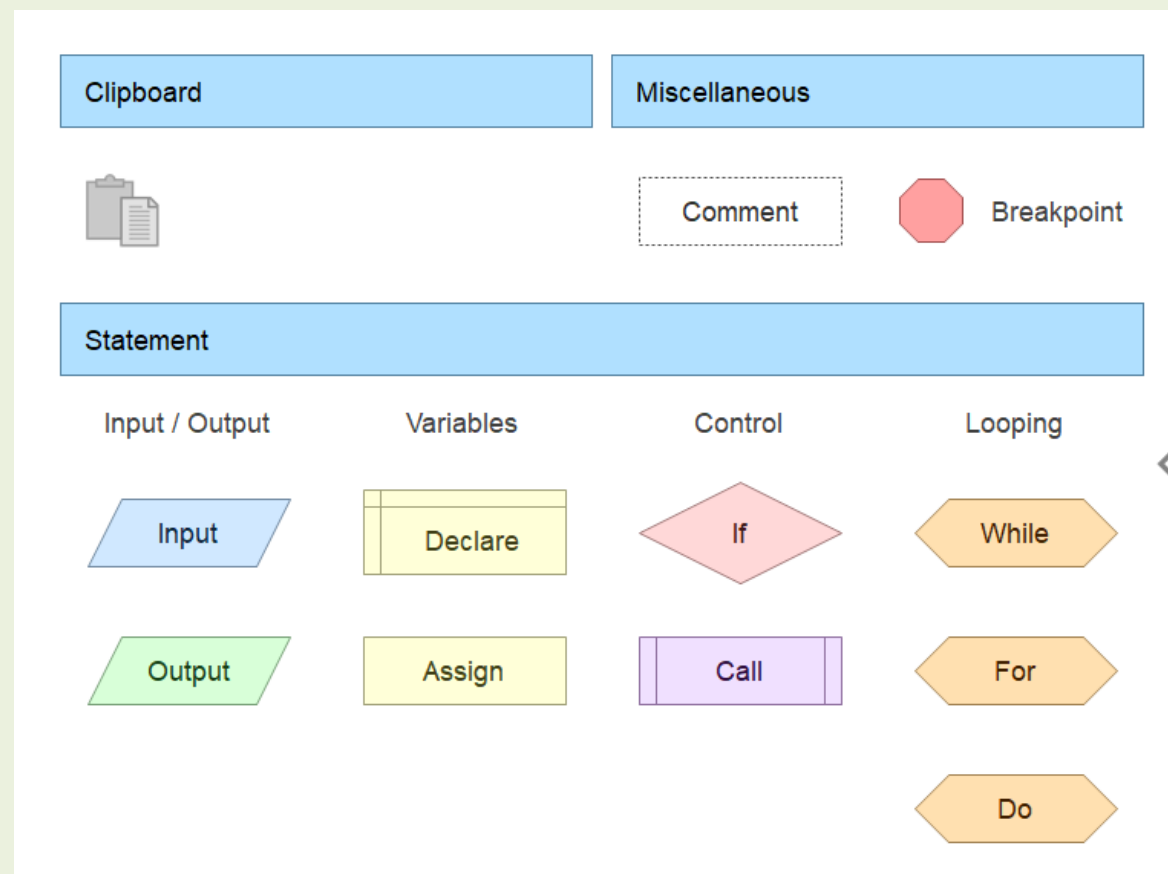 Clipboard
Miscellaneous
Comment
Breakpoint
Statement
Input / Output
Variables
Control
Looping
Input
Declare
If
While
Output
Assign
Call
For
Do